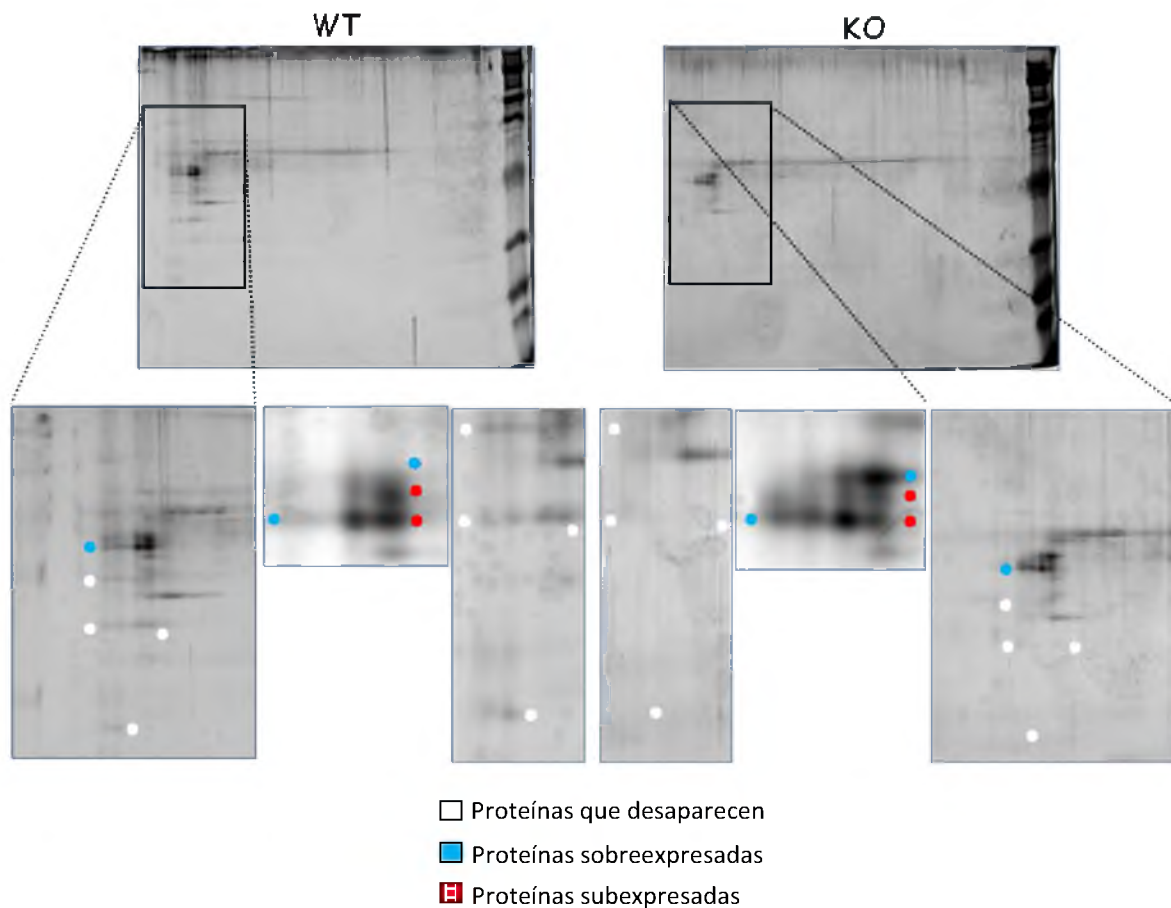 WT
KO
Proteínas que desaparecen
Proteínas sobreexpresadas
Proteínas subexpresadas